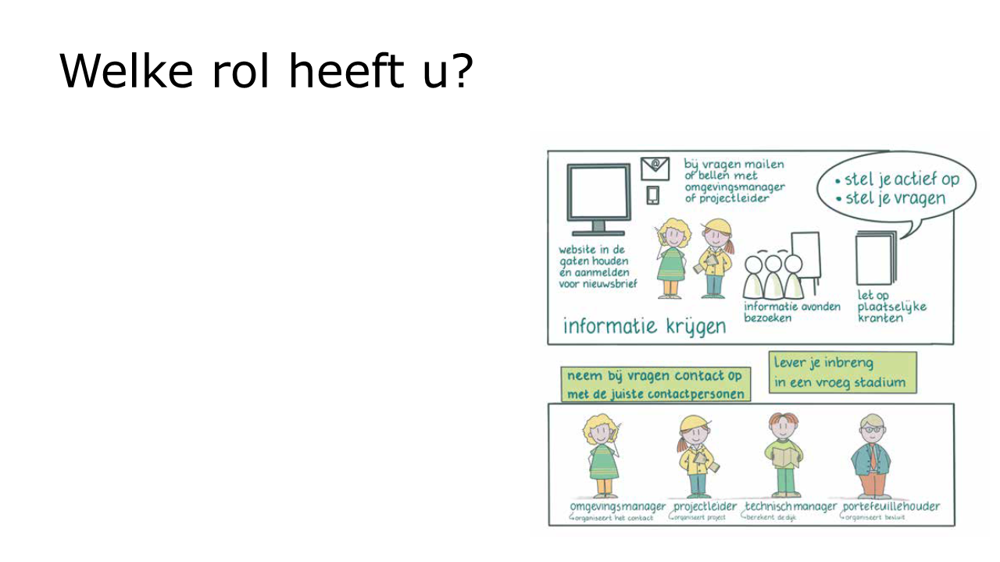 Welke rol heeft u?
bij vragen mailen
of bellen met
omgevingsmanager
of projectleider
• stel je actief op
• stel je vragen
website in de
gaten houden
én aanmelden
voor nieuwsbrief
informatie avonden
bezoeken
let op
plaatselijke
kranten
informatie krijgen
neem bij vragen contact op
met de juiste contactpersonen
lever je inbreng
in een vroeg stadium
omgevingsmanager
organiseert het contact
projectleider
organiseert project
technisch manager
berekent de dijk
portefeuillehouder
organiseert besluit